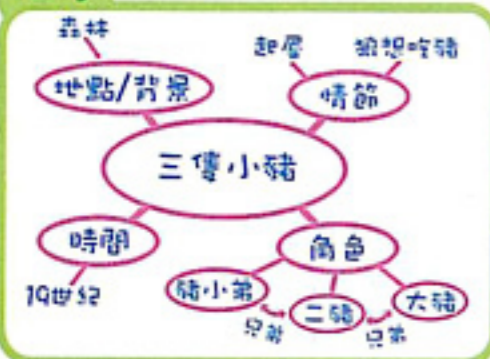 森林
起屋
狼想吃豬
地點/背景
情節
三隻小豬
時間
角色
19世紀
豬小弟
二豬
大豬
兄弟
兄弟